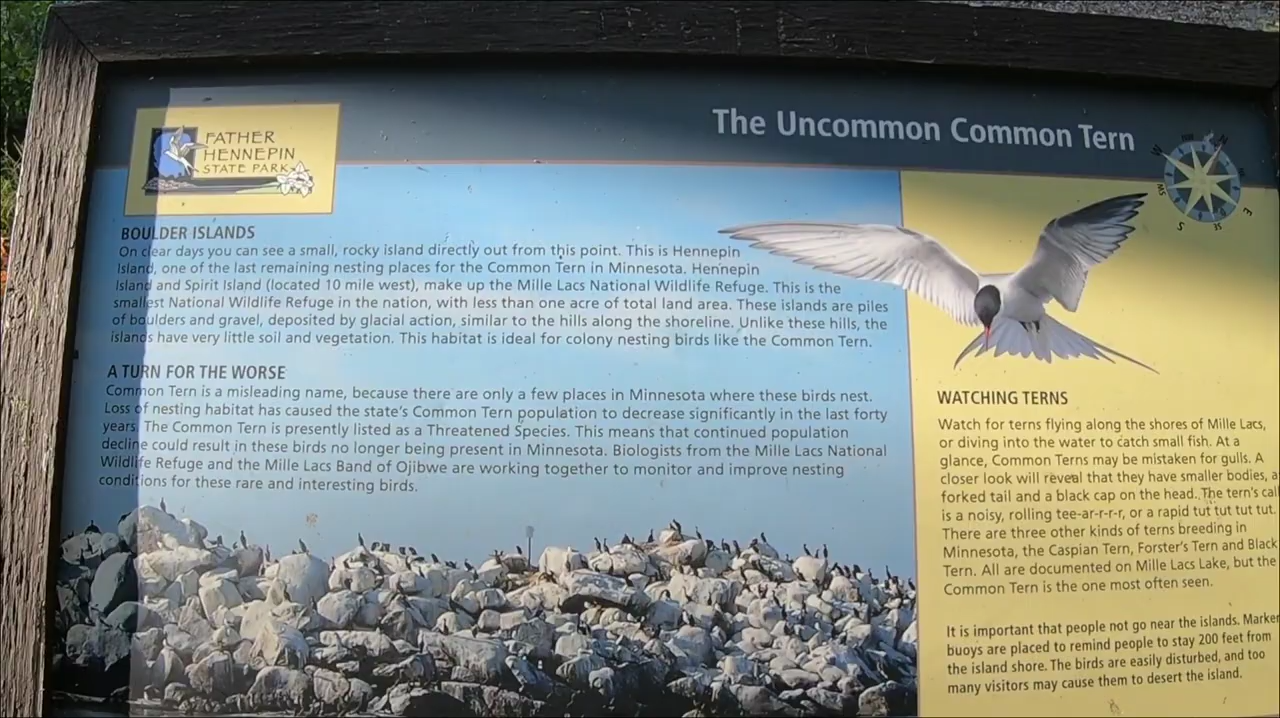 The Uncommon Common Tern
FATHER
HENNEPIN
STATE PARK
BOULDER ISLANDS
On clear days you can see a small, rocky island directly out from this point. This is Hennepin
Island, one of the last remaining nesting places for the Common Tern in Minnesota. Hennepin
Island and Spirit Island (located 10 mile west), make up the Mille Lacs National Wildlife Refuge. This is the
smallest National Wildlife Refuge in the nation, with less than one acre of total land area. These islands are piles
of boulders and gravel, deposited by glacial action, similar to the hills along the shoreline. Unlike these hills, the
islands have very little soil and vegetation. This habitat is ideal for colony nesting birds like the Common Tern.
A TURN FOR THE WORSE
Common Tern is a misleading name, because there are only a few places in Minnesota where these birds nest.
Loss of nesting habitat has caused the state's Common Tern population to decrease significantly in the last forty
years. The Common Tern is presently listed as a Threatened Species. This means that continued population
decline could result in these birds no longer being present in Minnesota. Biologists from the Mille Lacs National
Wildlife Refuge and the Mille Lacs Band of Ojibwe are working together to monitor and improve nesting
conditions for these rare and interesting birds.
N
E
S
W
WATCHING TERNS
Watch for terns flying along the shores of Mille Lacs,
or diving into the water to catch small fish. At a
glance, Common Terns may be mistaken for gulls. A
closer look will reveal that they have smaller bodies, a
forked tail and a black cap on the head. The tern's call
is a noisy, rolling tee-ar-r-r-r, or a rapid tut tut tut tut.
There are three other kinds of terns breeding in
Minnesota, the Caspian Tern, Forster's Tern and Black
Tern. All are documented on Mille Lacs Lake, but the
Common Tern is the one most often seen.
It is important that people not go near the islands. Marker
buoys are placed to remind people to stay 200 feet from
the island shore. The birds are easily disturbed, and too
many visitors may cause them to desert the island.